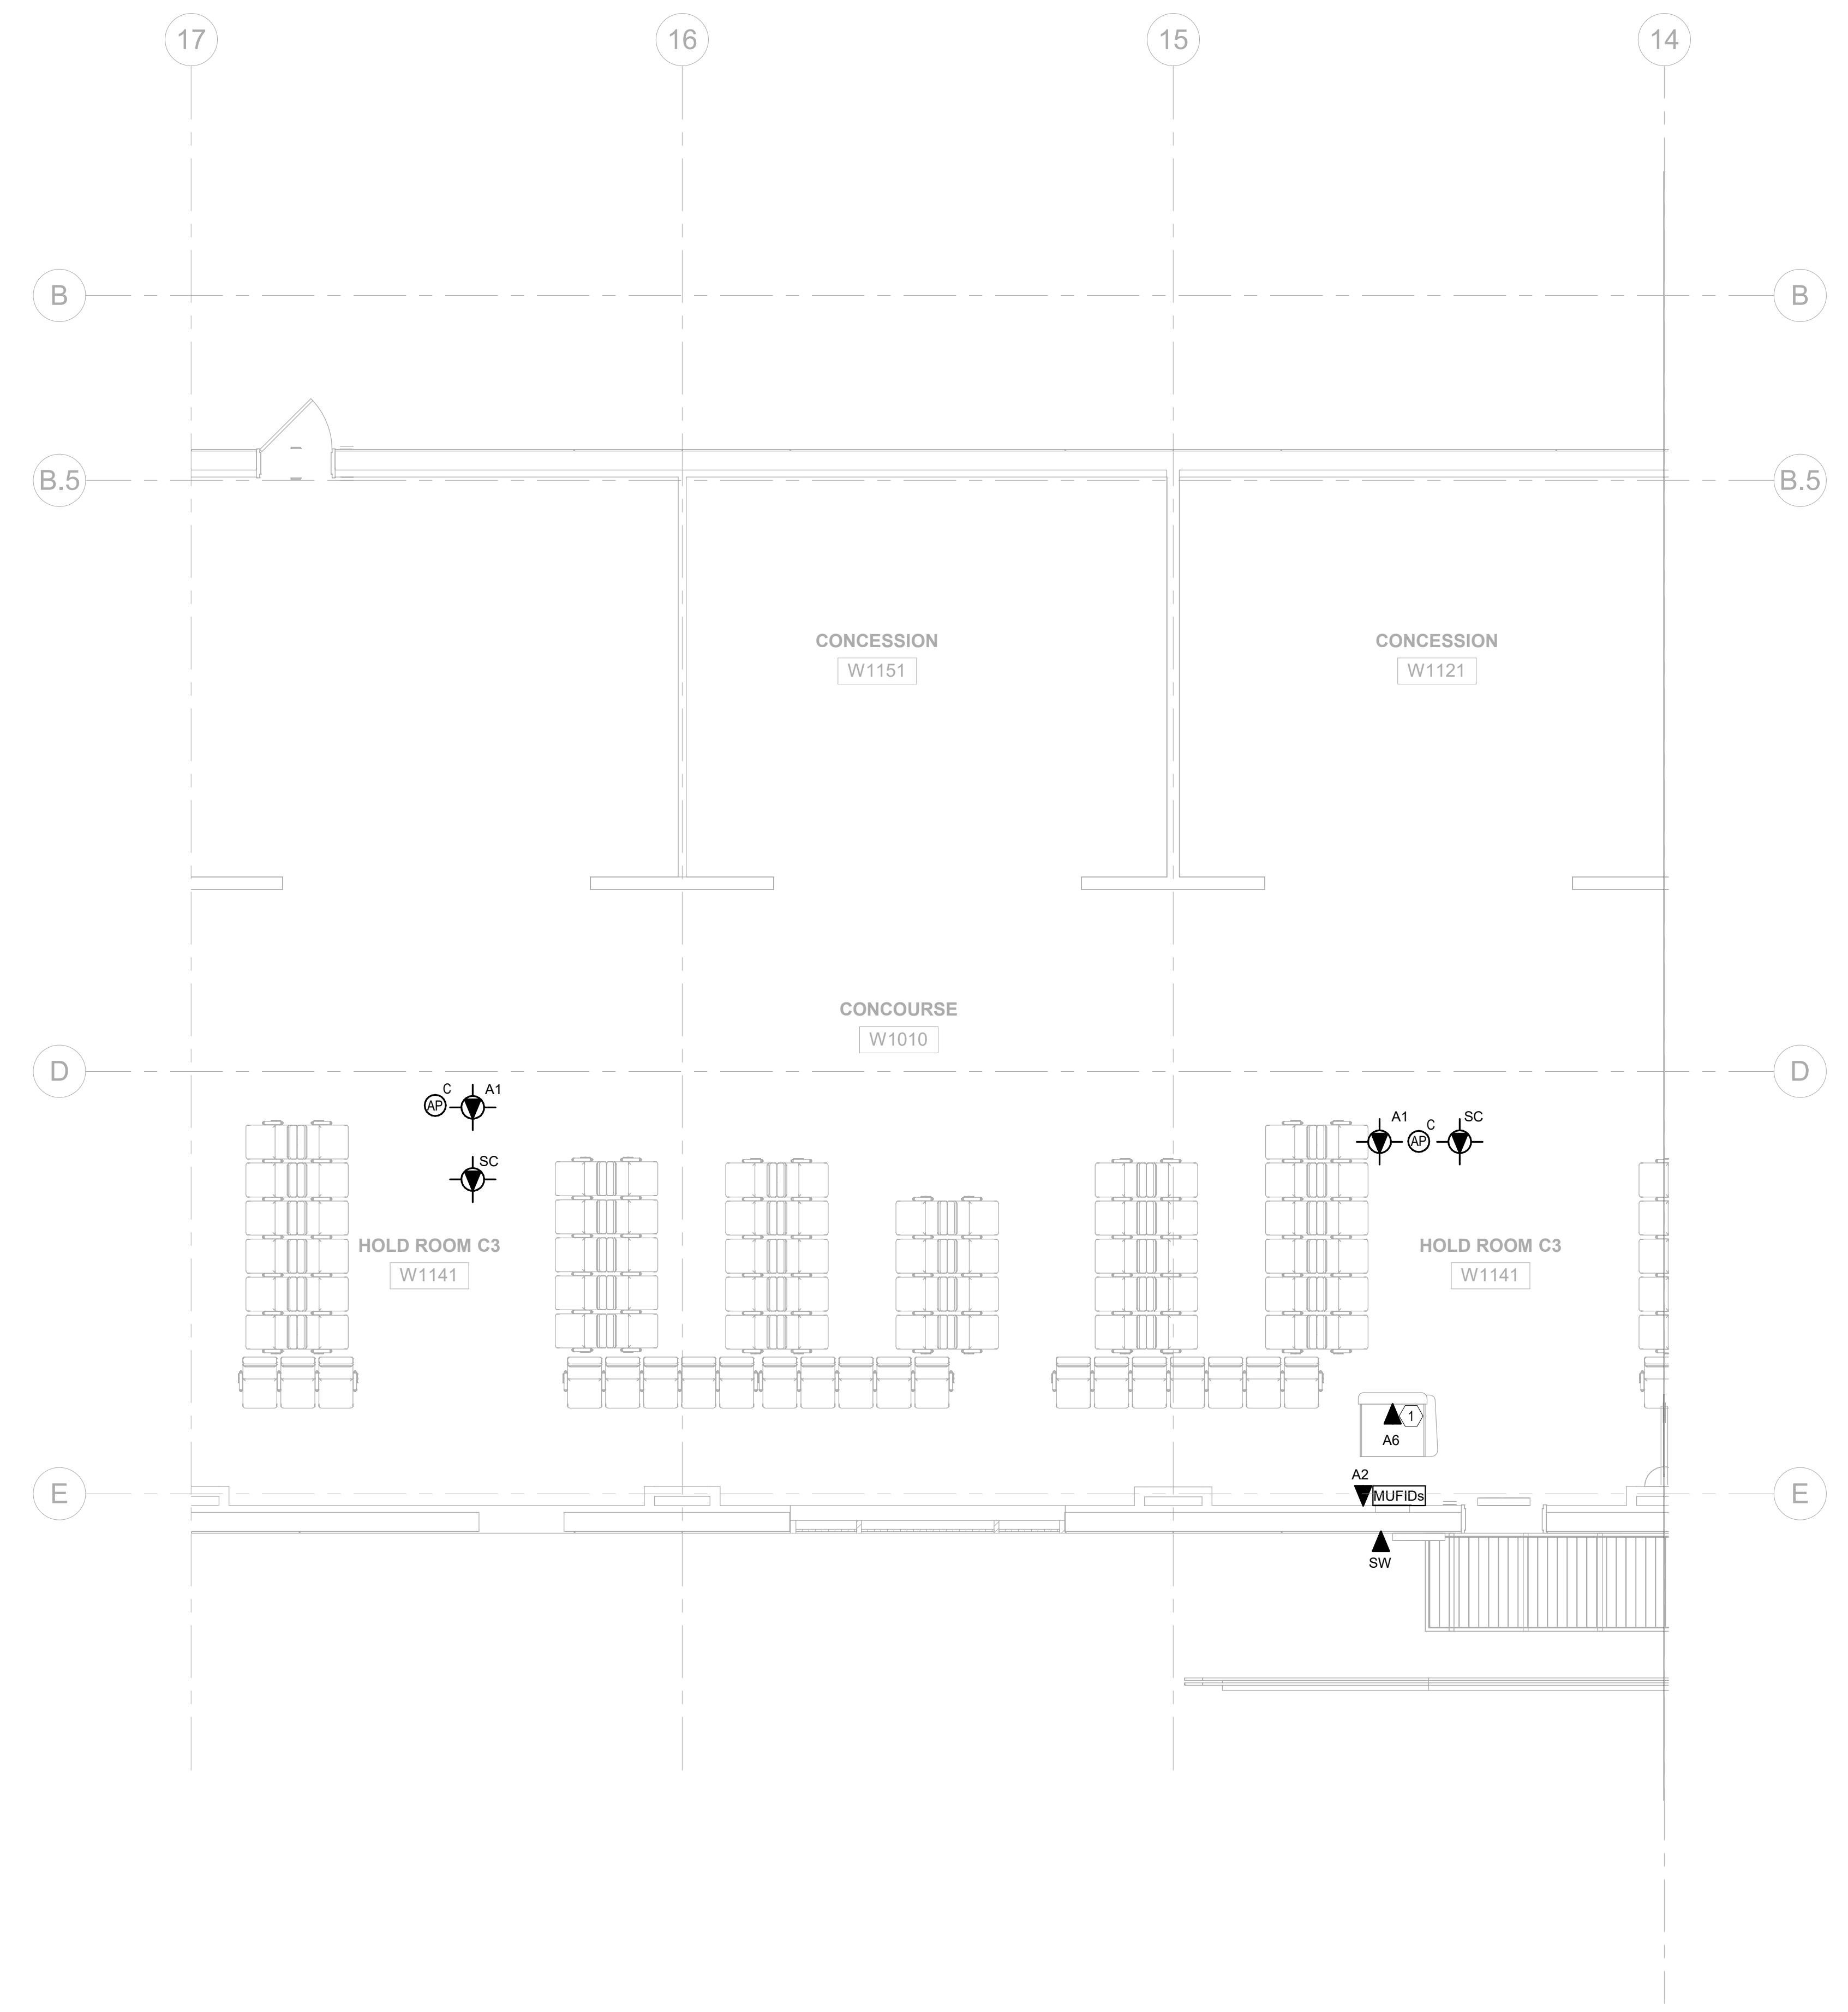 17 16 15 14
B B
B.5 B.5
CONCESSION
W1151
CONCESSION
W1121
CONCOURSE
W1010
D D
C A1
AP
SC
A1 C SC
AP
HOLD ROOM C3
W1141
HOLD ROOM C3
W1141
1
A6
A2
E MUFIDs E
SW